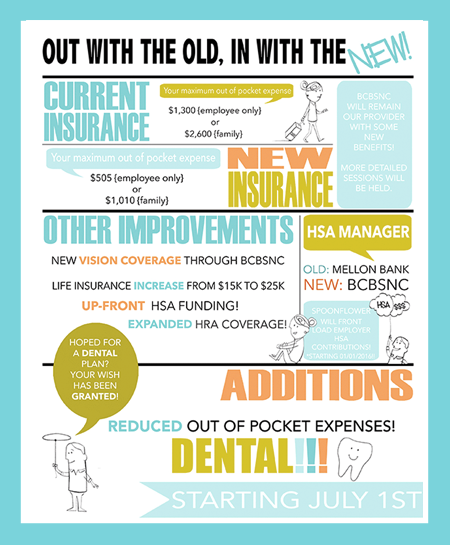 OUT WITH THE OLD, IN WITH THE NEW!
CURRENT
INSURANCE
Your maximum out of pocket expense
$1,300 {employee only}
or
$2,600 {family}
BCBSNC
WILL REMAIN
OUR PROVIDER
WITH SOME
NEW
BENEFITS!
MORE DETAILED
SESSIONS WILL
BE HELD.
Your maximum out of pocket expense
$505 {employee only}
or
$1,010 {family}
NEW
INSURANCE
OTHER IMPROVEMENTS
NEW VISION COVERAGE THROUGH BCBSNC
LIFE INSURANCE INCREASE FROM $15K TO $25K
UP-FRONT HSA FUNDING!
EXPANDED HRA COVERAGE!
HSA MANAGER
OLD: MELLON BANK
NEW: BCBSNC
SPOONFLOWER
WILL FRONT
LOAD EMPLOYER
HSA
CONTRIBUTIONS!
*STARTING 01/01/2016!*
HSA
$$$
HOPED FOR
A DENTAL
PLAN?
YOUR WISH
HAS BEEN
GRANTED!
ADDITIONS
REDUCED OUT OF POCKET EXPENSES!
DENTAL!!!
STARTING JULY 1ST